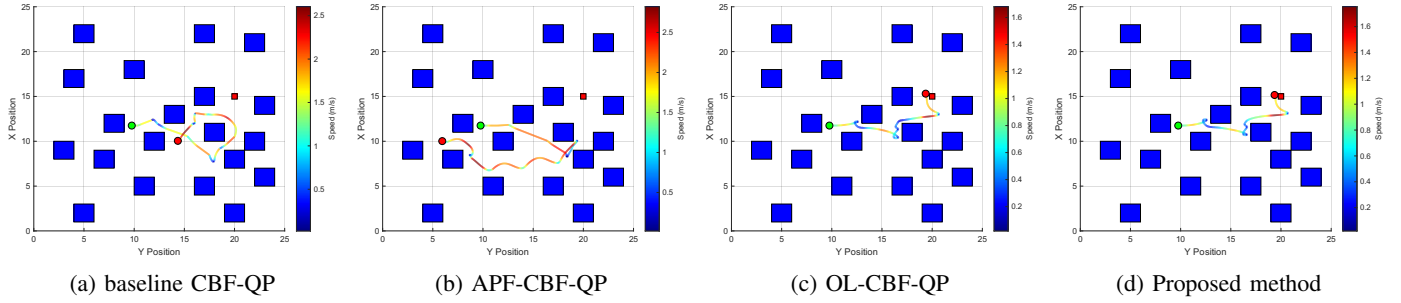 25
20
15
10
5
0
X Position
0 5 10 15 20 25
Y Position
2.5
2
1.5
1
0.5
Speed (m/s)
(a) baseline CBF-QP
25
20
15
10
5
0
X Position
0 5 10 15 20 25
Y Position
2.5
2
1.5
1
0.5
Speed (m/s)
(b) APF-CBF-QP
25
20
15
10
5
0
X Position
0 5 10 15 20 25
Y Position
1.6
1.4
1.2
1
0.8
0.6
0.4
0.2
Speed (m/s)
(c) OL-CBF-QP
25
20
15
10
5
0
X Position
0 5 10 15 20 25
Y Position
1.6
1.4
1.2
1
0.8
0.6
0.4
0.2
Speed (m/s)
(d) Proposed method